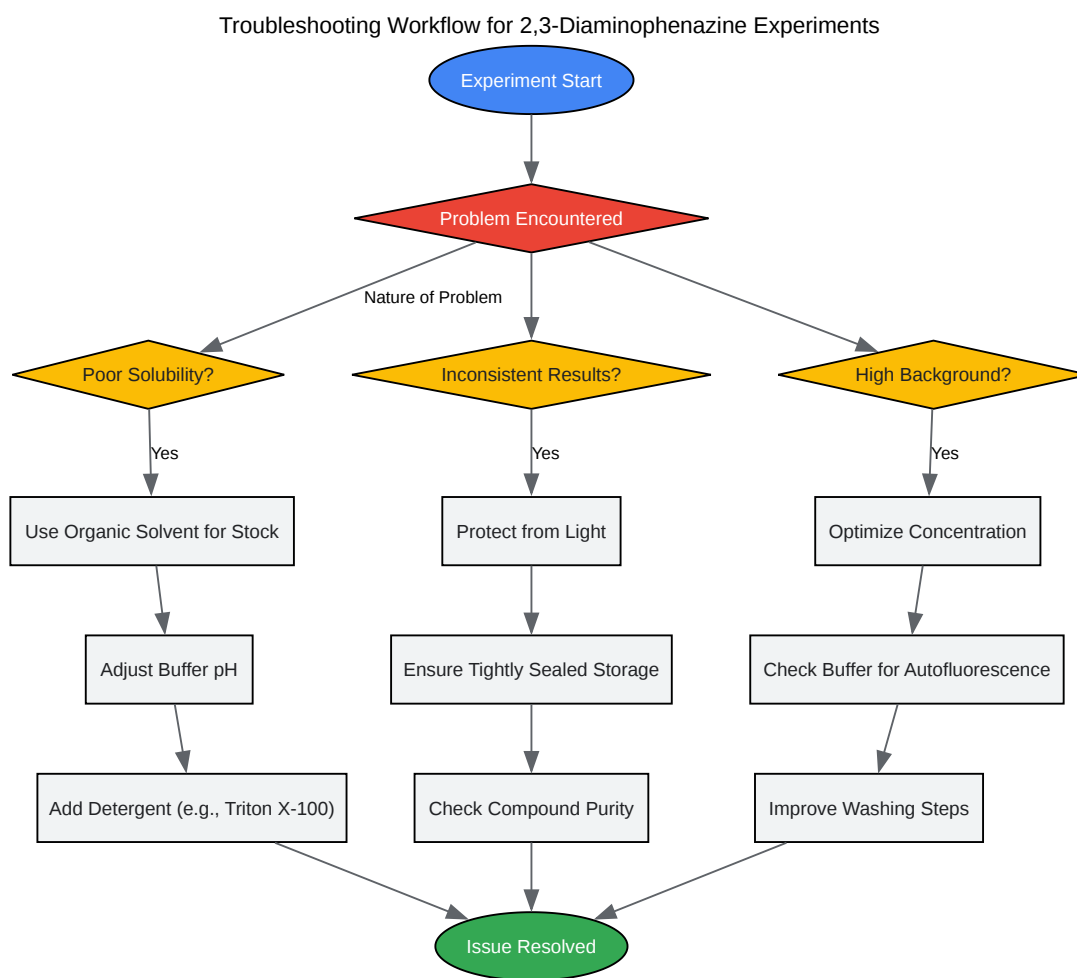 Troubleshooting Workflow for 2,3-Diaminophenazine Experiments
Experiment Start
Problem Encountered
Nature of Problem
Poor Solubility?
Inconsistent Results?
High Background?
Yes
Yes
Yes
Use Organic Solvent for Stock
Protect from Light
Optimize Concentration
Adjust Buffer pH
Ensure Tightly Sealed Storage
Check Buffer for Autofluorescence
Add Detergent (e.g., Triton X-100)
Check Compound Purity
Improve Washing Steps
Issue Resolved